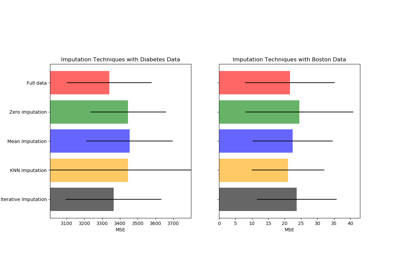 Imputation Techniques with Diabetes Data
Imputation Techniques with Boston Data
Full data
Zero imputation
Mean Imputation
KNN Imputation
Iterative Imputation
3100 3200 3300 3400 3500 3600 3700
0 5 10 15 20 25 30 35 40
MSE
MSE